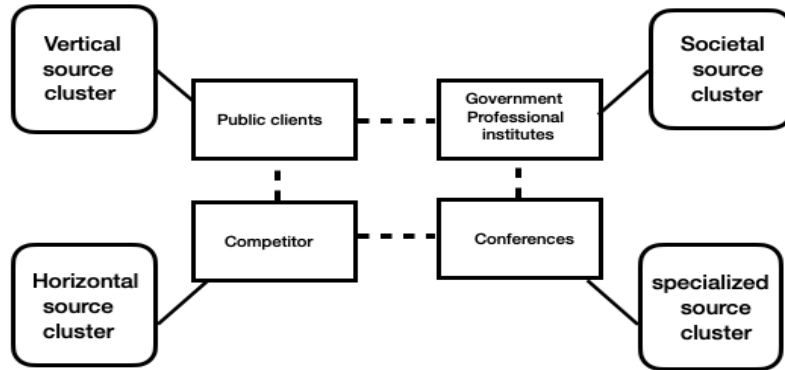 Vertical
source
cluster
Public clients
Government
Professional
institutes
Societal
source
cluster
Horizontal
source
cluster
Competitor
Conferences
specialized
source
cluster